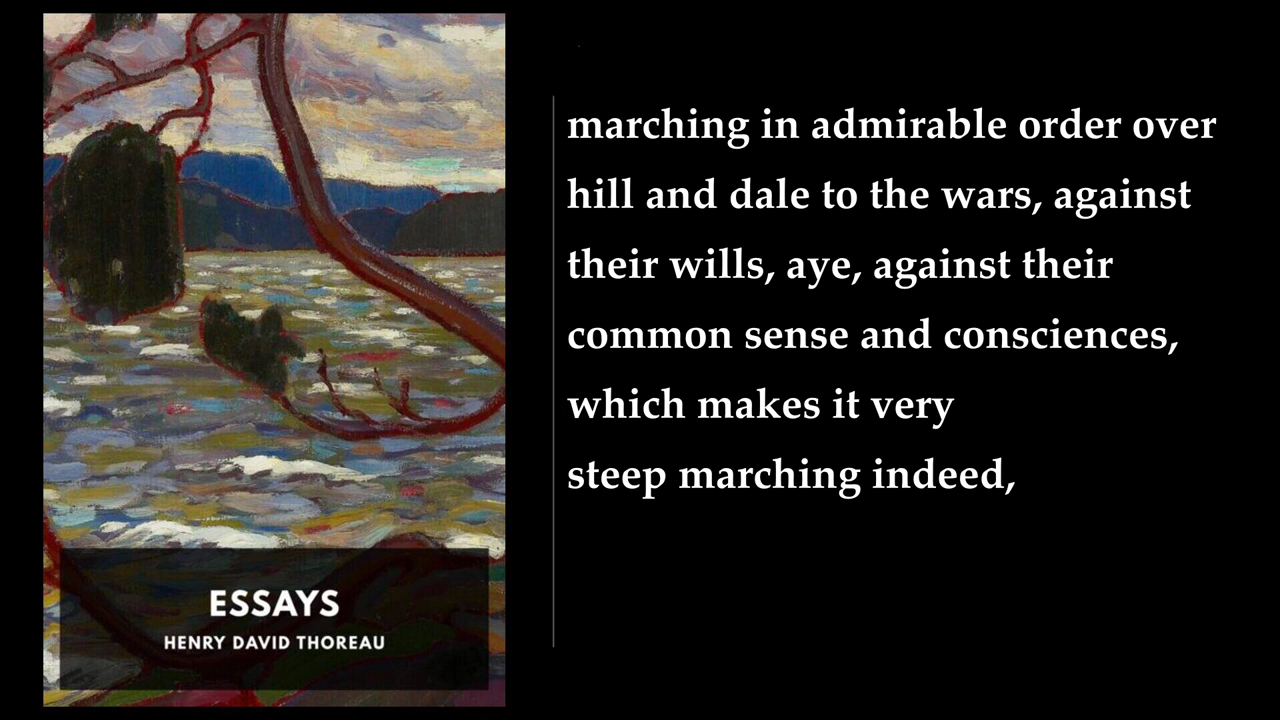 ESSAYS
HENRY DAVID THOREAU
marching in admirable order over
hill and dale to the wars, against
their wills, aye, against their
common sense and consciences,
which makes it very
steep marching indeed,